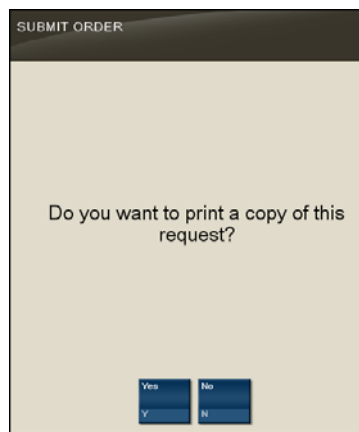 SUBMIT ORDER
Do you want to print a copy of this
request?
Yes No
Y N